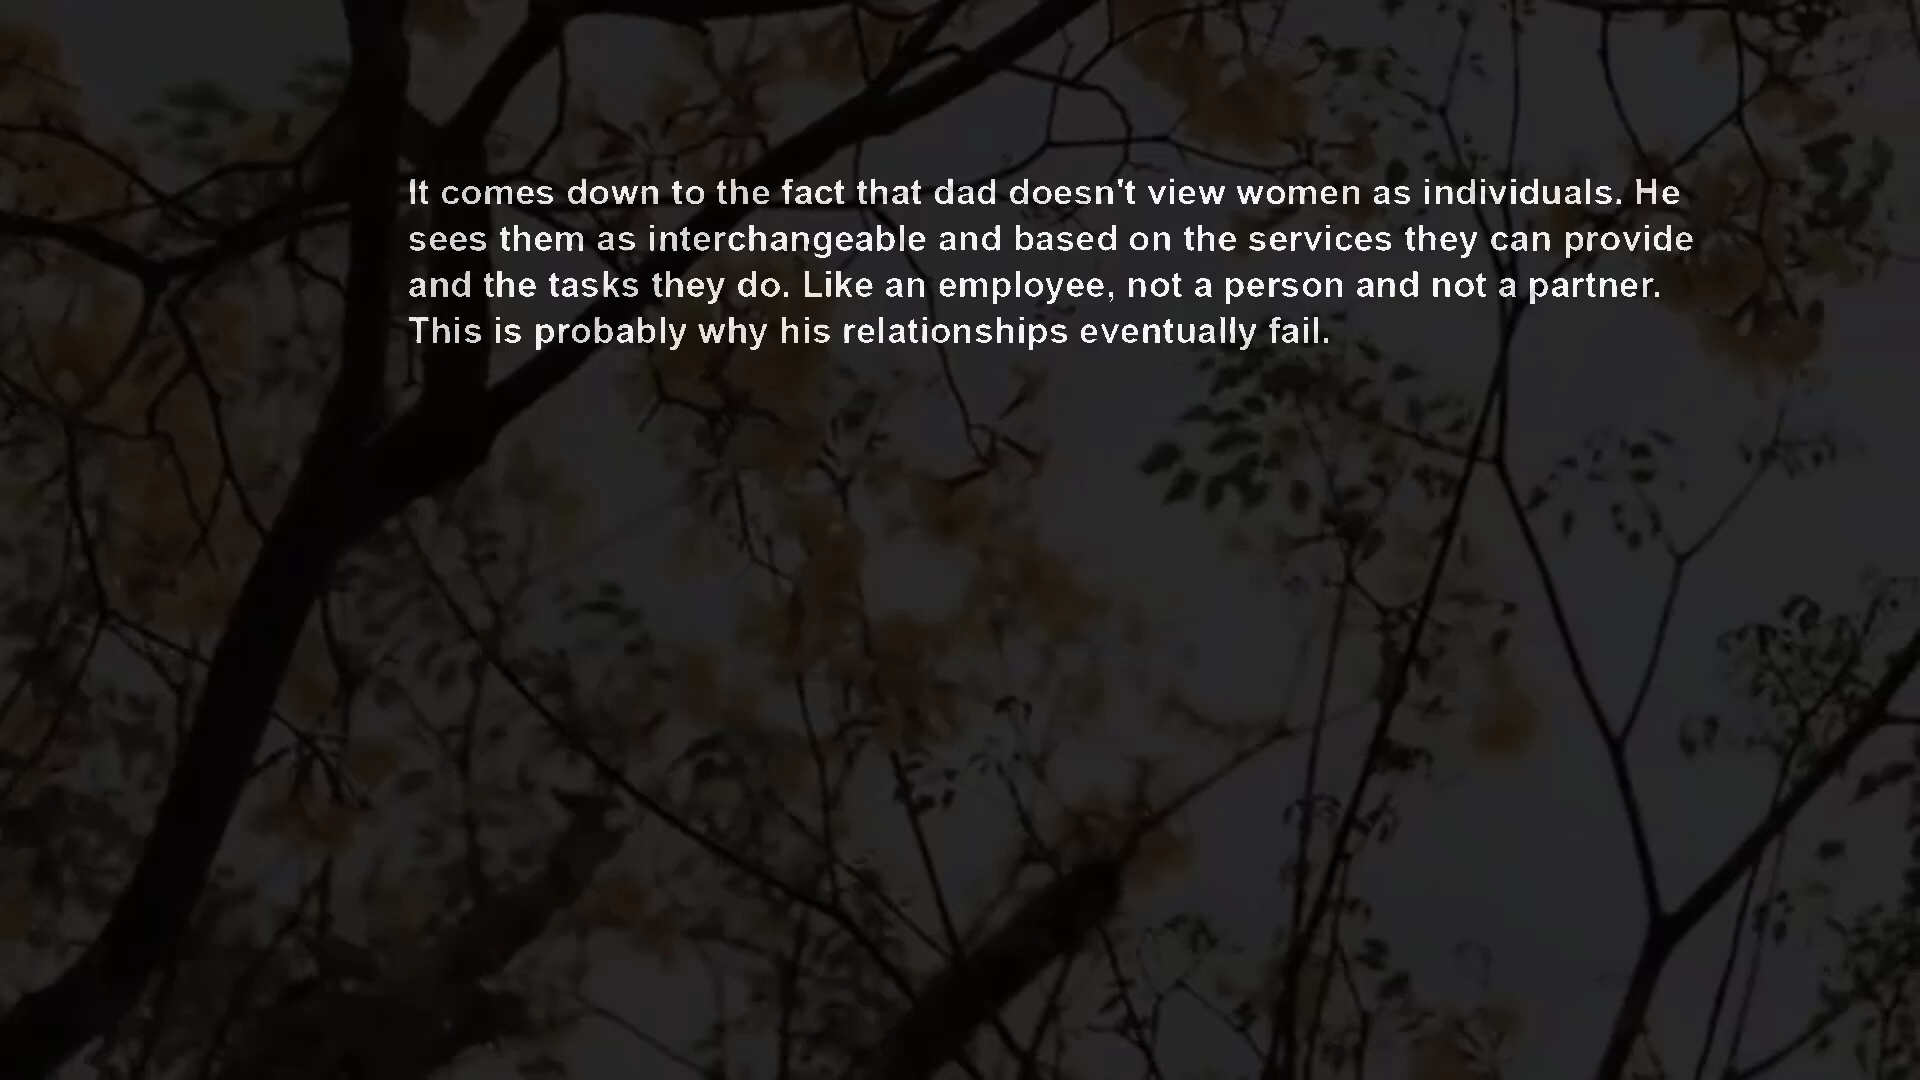 It comes down to the fact that dad doesn't view women as individuals. He
sees them as interchangeable and based on the services they can provide
and the tasks they do. Like an employee, not a person and not a partner.
This is probably why his relationships eventually fail.